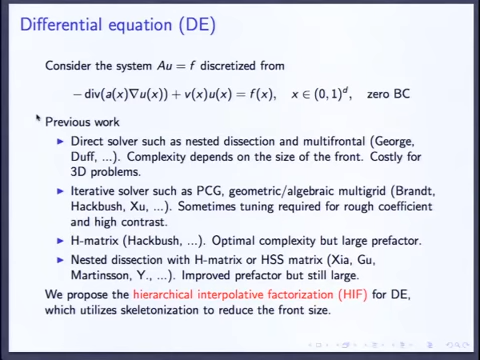 Differential equation (DE)
Consider the system Au = f discretized from
− div(a(x)∇u(x)) + v(x)u(x) = f(x), x ∈ (0, 1)^d, zero BC
Previous work
▶ Direct solver such as nested dissection and multifrontal (George,
Duff, ...). Complexity depends on the size of the front. Costly for
3D problems.
▶ Iterative solver such as PCG, geometric/algebraic multigrid (Brandt,
Hackbush, Xu, ...). Sometimes tuning required for rough coefficient
and high contrast.
▶ H-matrix (Hackbush, ...). Optimal complexity but large prefactor.
▶ Nested dissection with H-matrix or HSS matrix (Xia, Gu,
Martinsson, Y., ...). Improved prefactor but still large.
We propose the hierarchical interpolative factorization (HIF) for DE,
which utilizes skeletonization to reduce the front size.